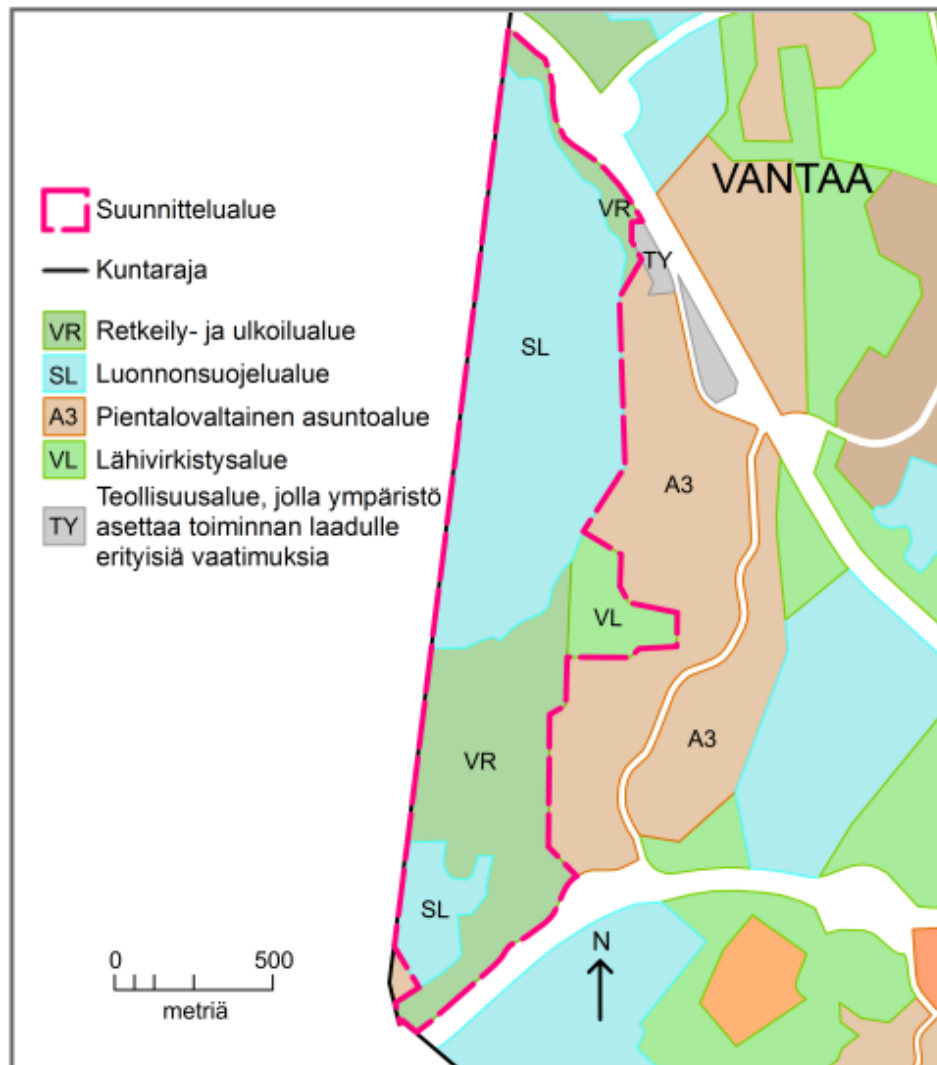 VANTAA
Suunnittelualue
Kuntaraja
VR Retkeily- ja ulkoilualue
SL Luonnonsuojelualue
A3 Pientalovaltainen asuntoalue
VL Lähivirkistysalue
TY Teollisuusalue, jolla ympäristö
asettaa toiminnan laadulle
erityisiä vaatimuksia
VR
TY
SL
A3
VL
A3
VR
SL
N
0 500
metriä